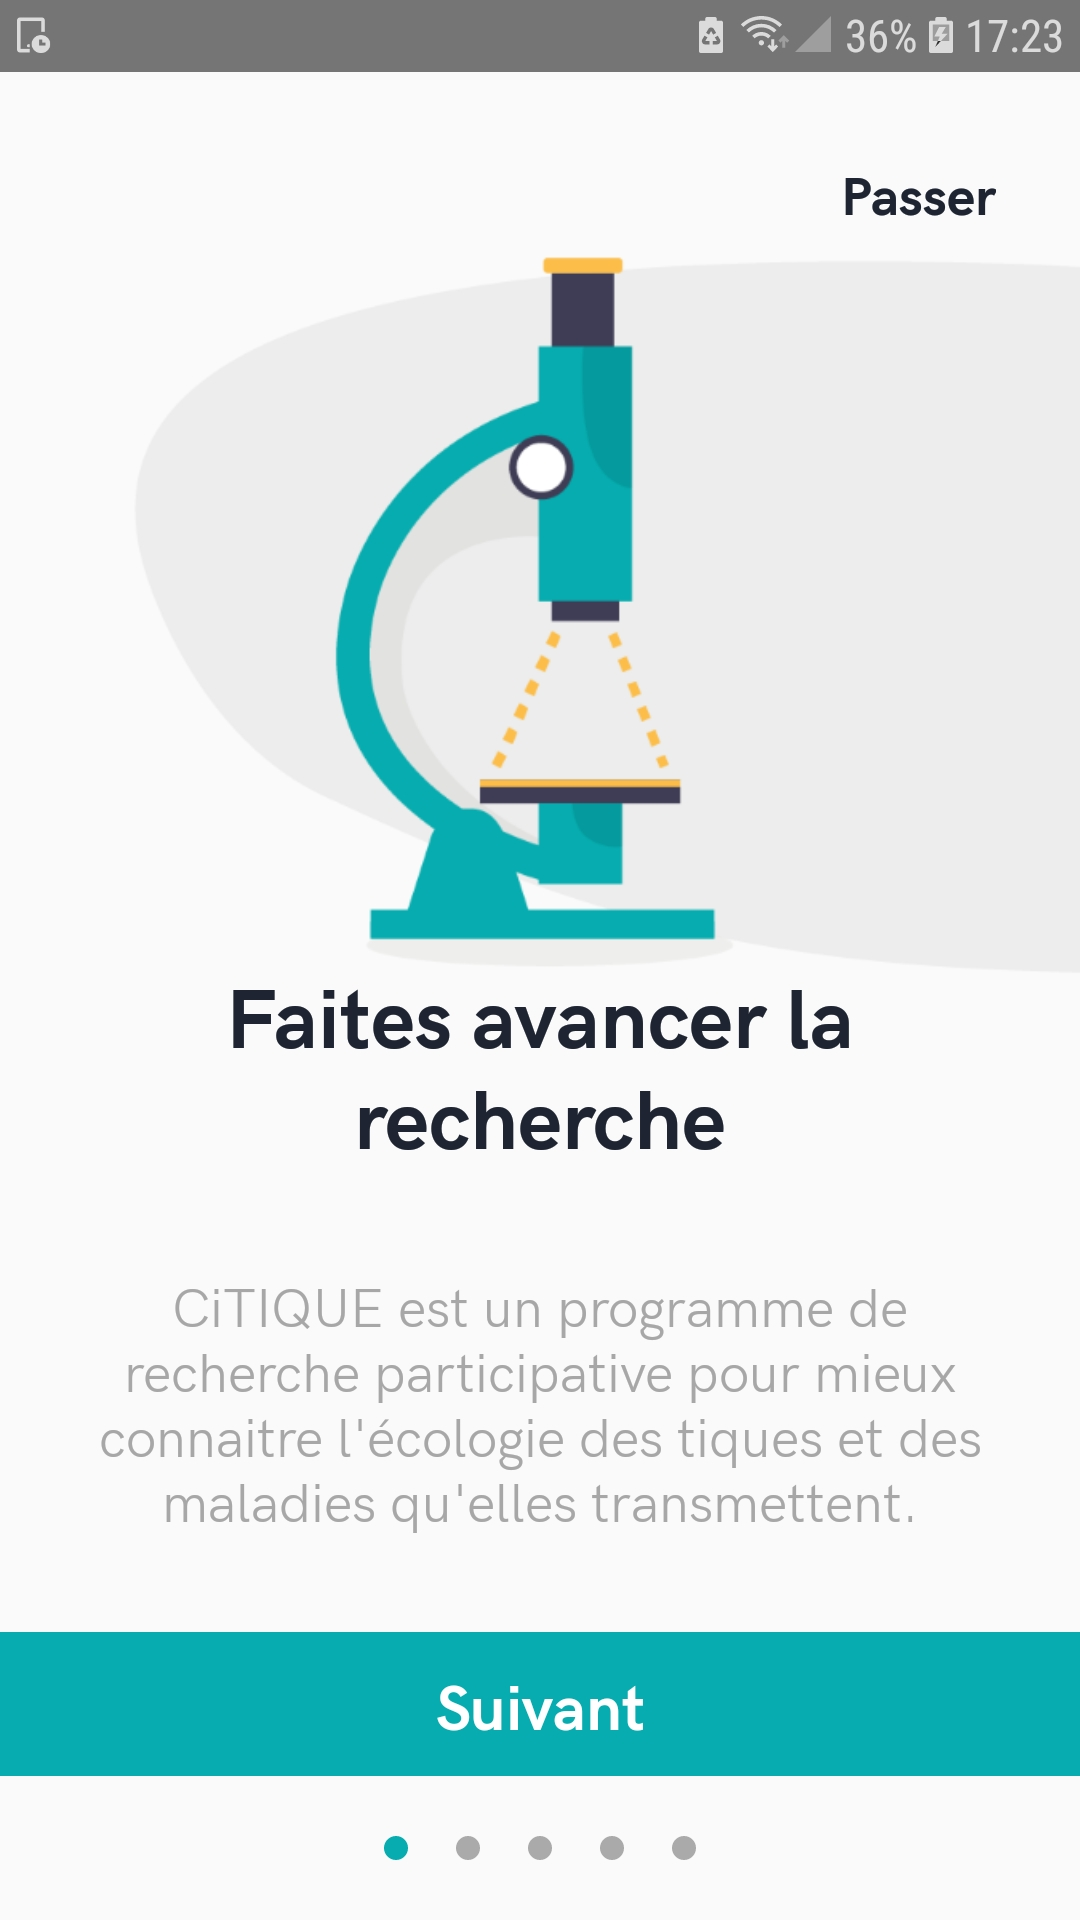 36% 17:23
Passer
Faites avancer la
recherche
CiTIQUE est un programme de
recherche participative pour mieux
connaitre l'écologie des tiques et des
maladies qu'elles transmettent.
Suivant